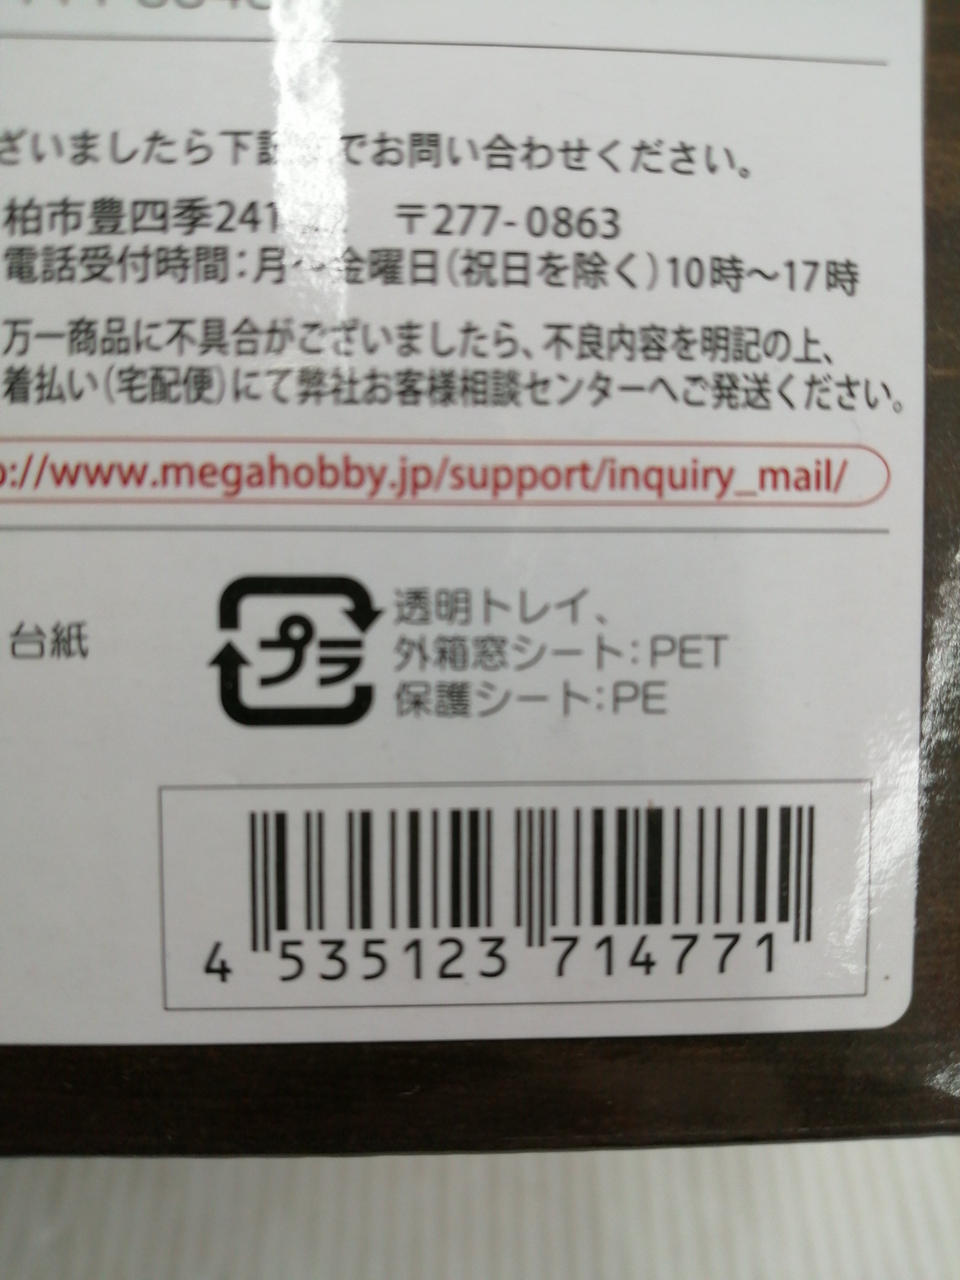 ざいましたら下記までお問い合わせください。
柏市豊四季241 〒277-0863
電話受付時間：月〜金曜日（祝日を除く）10時〜17時
万一商品に不具合がございましたら、不良内容を明記の上、
着払い（宅配便）にて弊社お客様相談センターへご発送ください。
p://www.megahobby.jp/support/inquiry_mail/
台紙
プラ
透明トレイ、
外箱窓シート：PET
保護シート：PE
4 535123 714771